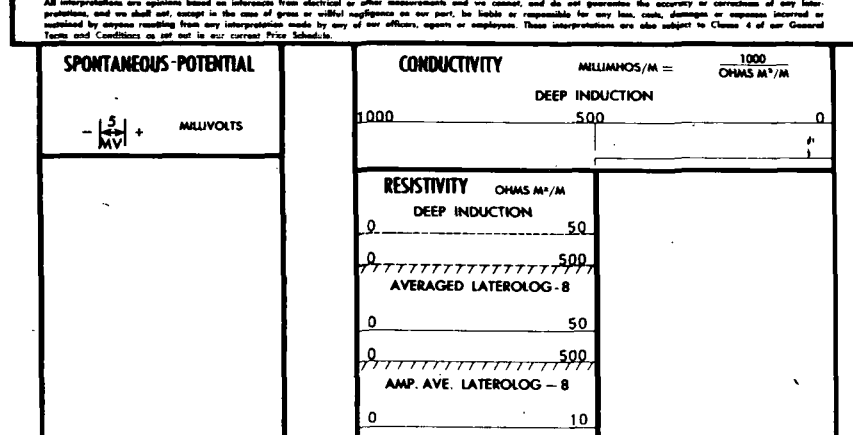 All interpretations are opinions based on inferences from electrical or other measurements and we cannot, and do not guarantee the accuracy or correctness of any inter-
pretations, and we shall not, except in the case of gross or willful negligence on our part, be liable or responsible for any loss, costs, damages or expenses incurred or
sustained by anyone resulting from any interpretation made by any of our officers, agents or employees. These interpretations are also subject to Clause 4 of our General
Terms and Conditions as set out in our current Price Schedule.
SPONTANEOUS-POTENTIAL
- 5 +
MV
MILLIVOLTS
CONDUCTIVITY MILLIMHOS/M = 1000
OHMS M²/M
DEEP INDUCTION
1000 500 0
RESISTIVITY OHMS M²/M
DEEP INDUCTION
0 50
0 500
AVERAGED LATEROLOG-8
0 50
0 500
AMP. AVE. LATEROLOG – 8
0 10